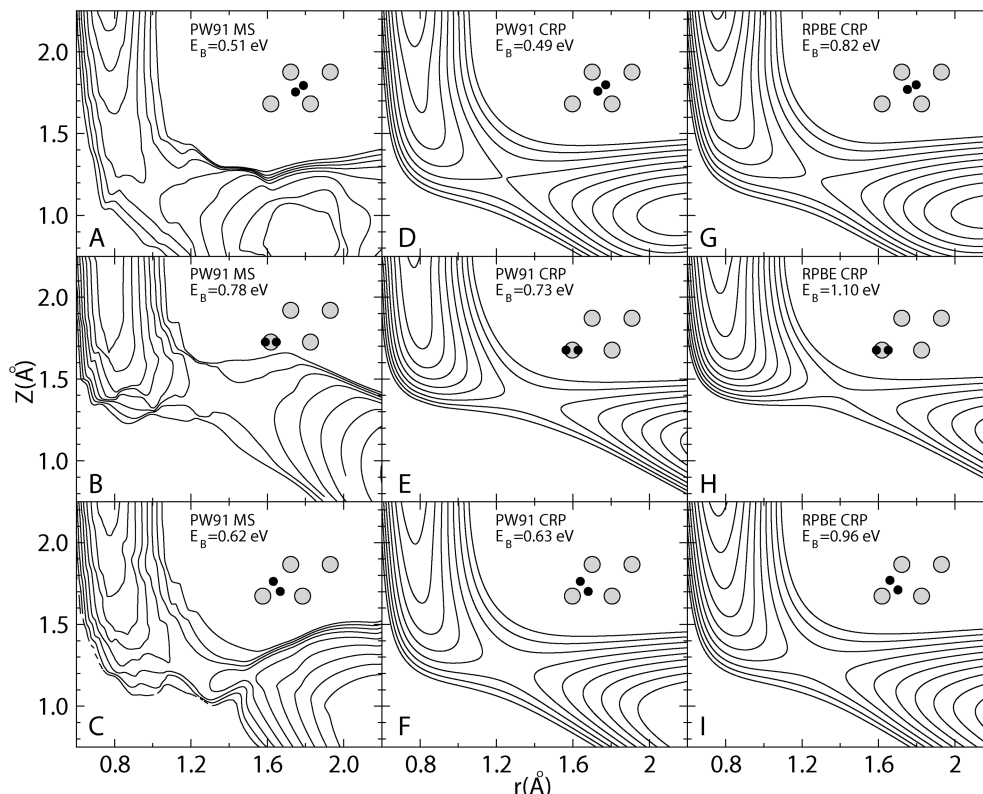 PW91 MS
E_B=0.51 eV
PW91 CRP
E_B=0.49 eV
RPBE CRP
E_B=0.82 eV
2.0
1.5
1.0
A
D
G
PW91 MS
E_B=0.78 eV
PW91 CRP
E_B=0.73 eV
RPBE CRP
E_B=1.10 eV
2.0
1.5
1.0
Z(Å)
B
E
H
PW91 MS
E_B=0.62 eV
PW91 CRP
E_B=0.63 eV
RPBE CRP
E_B=0.96 eV
2.0
1.5
1.0
C
F
I
0.8 1.2 1.6 2.0
0.8 1.2 1.6 2
0.8 1.2 1.6 2
r(Å)